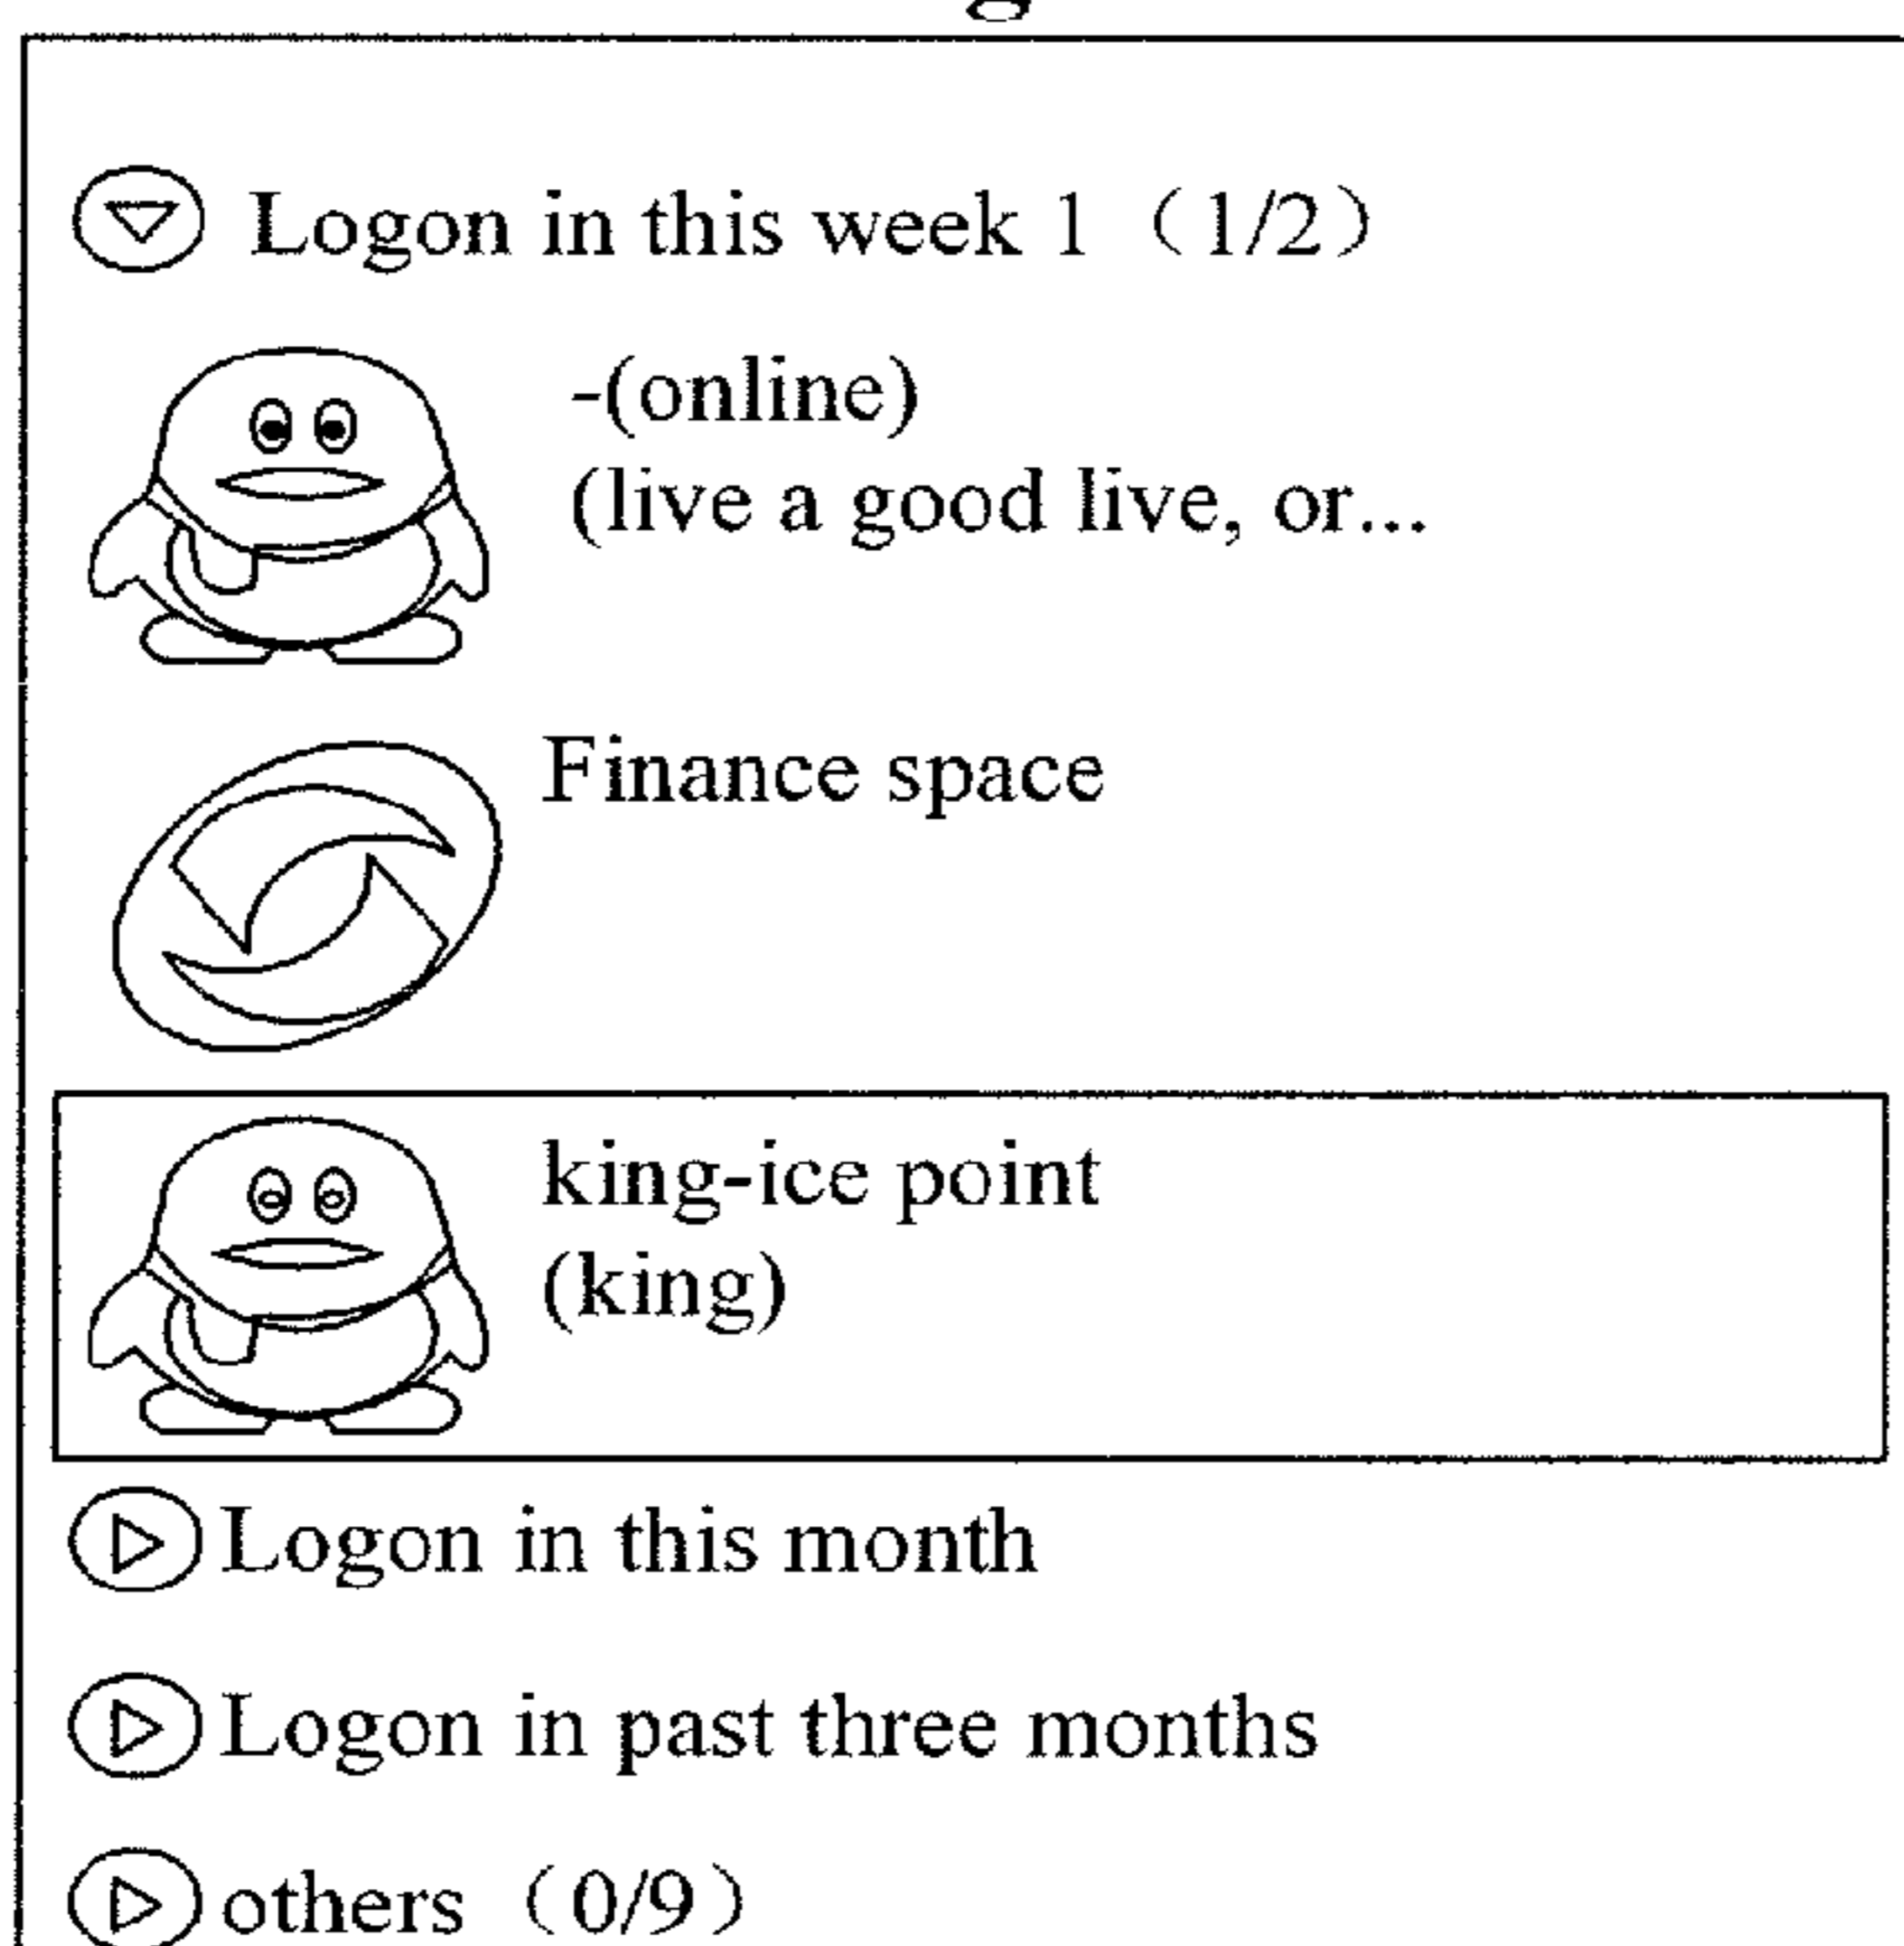 Logon in this week 1（1/2）
-(online)
(live a good live, or...
Finance space
king-ice point
(king)
Logon in this month
Logon in past three months
others（0/9）